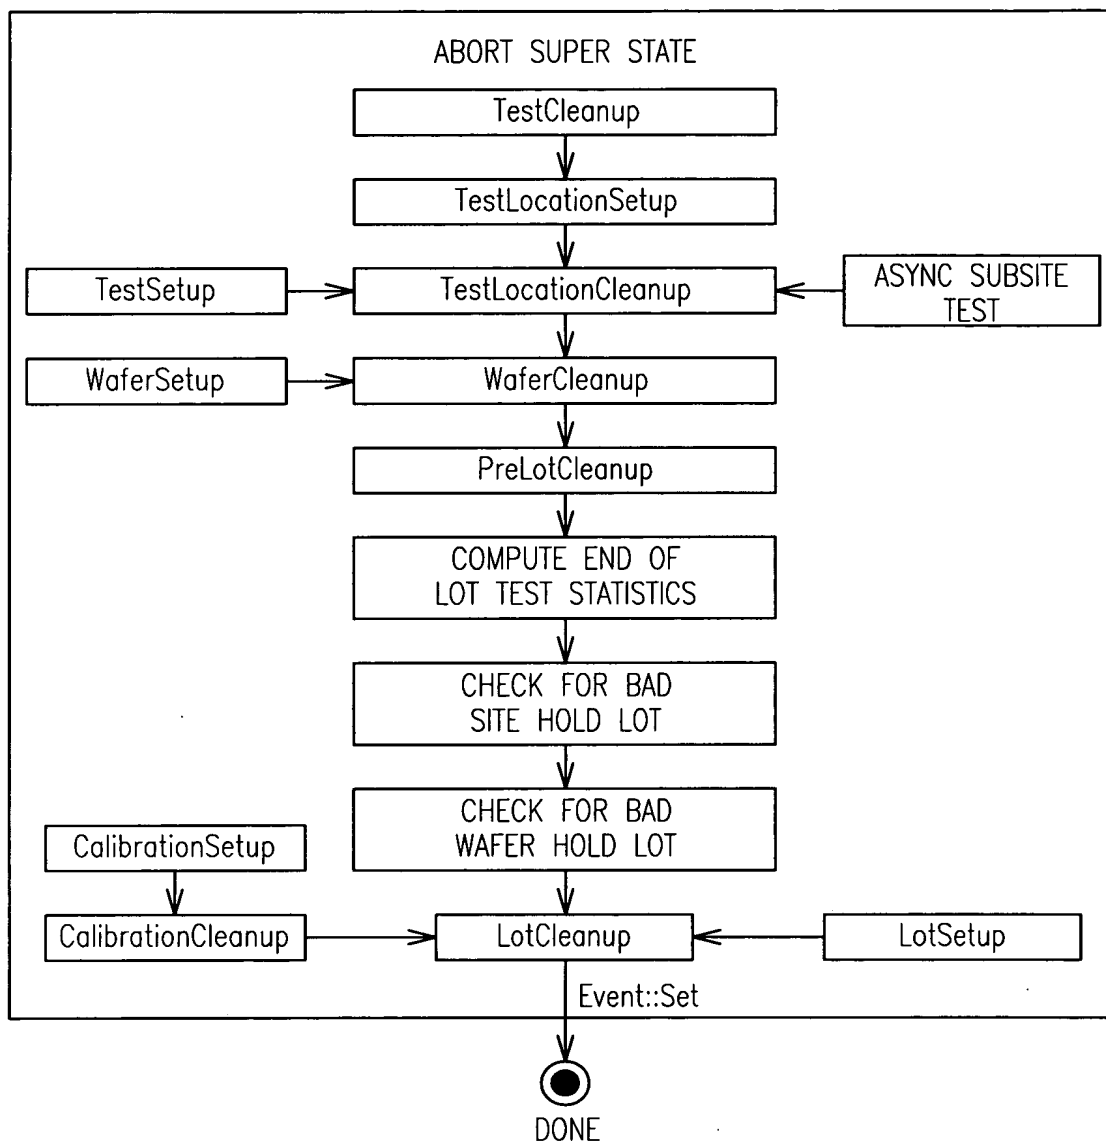 ABORT SUPER STATE
TestCleanup
TestLocationSetup
TestSetup
TestLocationCleanup
ASYNC SUBSITE
TEST
WaferSetup
WaferCleanup
PreLotCleanup
COMPUTE END OF
LOT TEST STATISTICS
CHECK FOR BAD
SITE HOLD LOT
CHECK FOR BAD
WAFER HOLD LOT
CalibrationSetup
CalibrationCleanup
LotCleanup
LotSetup
Event::Set
DONE